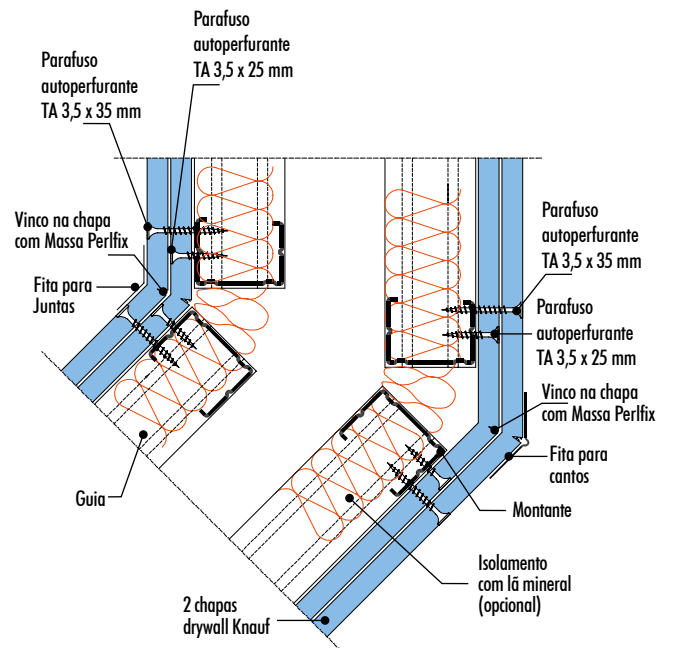 Parafuso
autoperfurante
TA 3,5 x 25 mm
Parafuso
autoperfurante
TA 3,5 x 35 mm
Vinco na chapa
com Massa Perlfix
Fita para
Juntas
Guia
Parafuso
autoperfurante
TA 3,5 x 35 mm
Parafuso
autoperfurante
TA 3,5 x 25 mm
Vinco na chapa
com Massa Perlfix
Fita para
cantos
Montante
Isolamento
com lã mineral
(opcional)
2 chapas
drywall Knauf